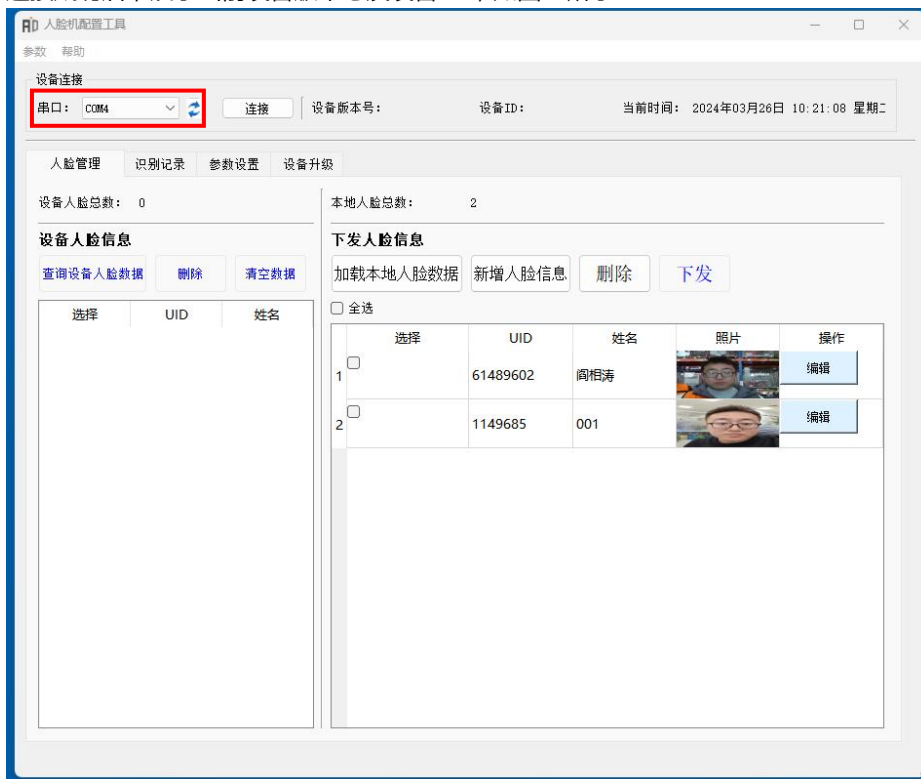 人脸机配置工具
参数 帮助
设备连接
串口： COM4 连接 设备版本号： 设备ID： 当前时间： 2024年03月26日 10:21:08 星期二
人脸管理 识别记录 参数设置 设备升级
设备人脸总数： 0 本地人脸总数： 2
设备人脸信息 下发人脸信息
查询设备人脸数据 删除 清空数据 加载本地人脸数据 新增人脸信息 删除 下发
全选
选择 UID 姓名 选择 UID 姓名 照片 操作
1 61489602 阎相涛 编辑
2 1149685 001 编辑